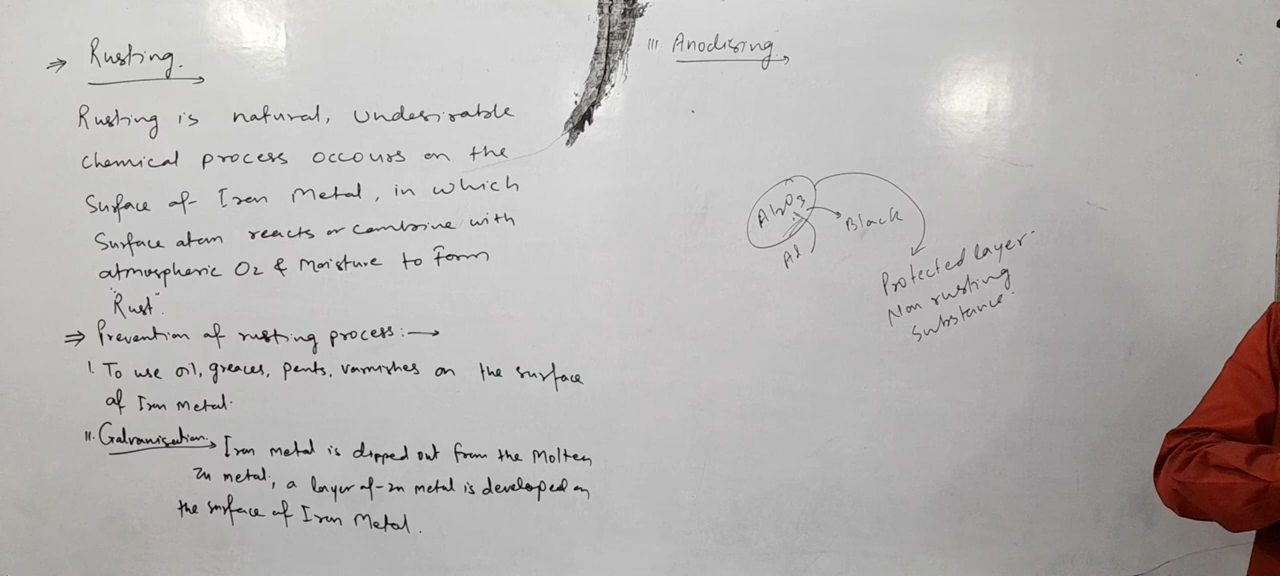 ⇒ Rusting.
Rusting is natural, undesirable
chemical process occours on the
Surface of Iron Metal, in which
Surface atom reacts or combine with
atmospheric O2 & Moisture to form
"Rust".
⇒ Prevention of rusting process:→
I. To use oil, greaces, pents, varnishes on the surface
of Iron Metal.
II. Galvanisation → Iron metal is dipped out from the Molten
Zn metal, a layer of Zn metal is developed on
the surface of Iron Metal.
III Anodising
Al2O3
Al
Black
Protected layer
Non rusting
Substance.